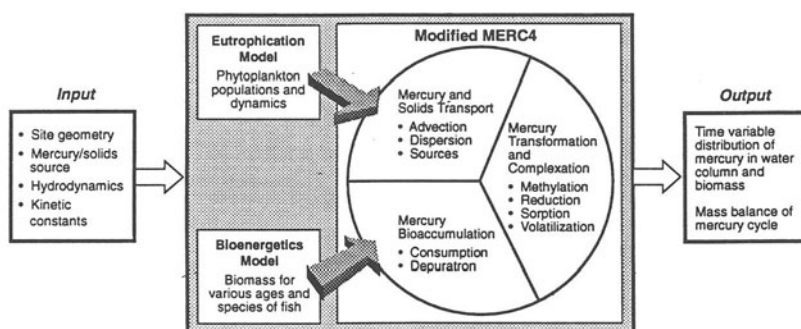 Input
• Site geometry
• Mercury/solids
source
• Hydrodynamics
• Kinetic
constants
Eutrophication
Model
Phytoplankton
populations and
dynamics
Bioenergetics
Model
Biomass for
various ages and
species of fish
Modified MERC4
Mercury and
Solids Transport
• Advection
• Dispersion
• Sources
Mercury
Transformation
and
Complexation
• Methylation
• Reduction
• Sorption
• Volatilization
Mercury
Bioaccumulation
• Consumption
• Depuratron
Output
Time variable
distribution of
mercury in water
column and
biomass
Mass balance of
mercury cycle